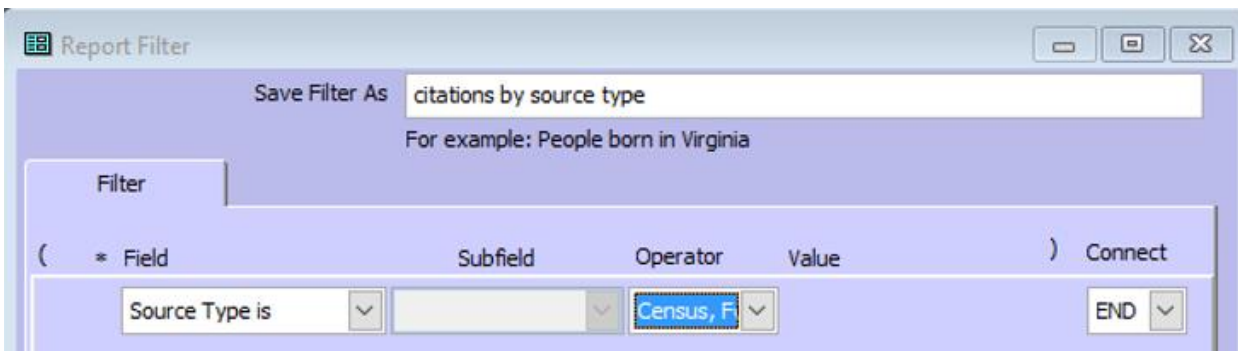 Report Filter
Save Filter As citations by source type
For example: People born in Virginia
Filter
( * Field Subfield Operator Value ) Connect
Source Type is Census, F END